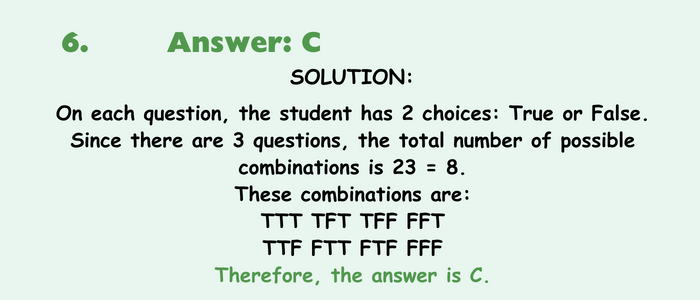 6. Answer: C
SOLUTION:
On each question, the student has 2 choices: True or False.
Since there are 3 questions, the total number of possible
combinations is 23 = 8.
These combinations are:
TTT TFT TFF FFT
TTF FTT FTF FFF
Therefore, the answer is C.